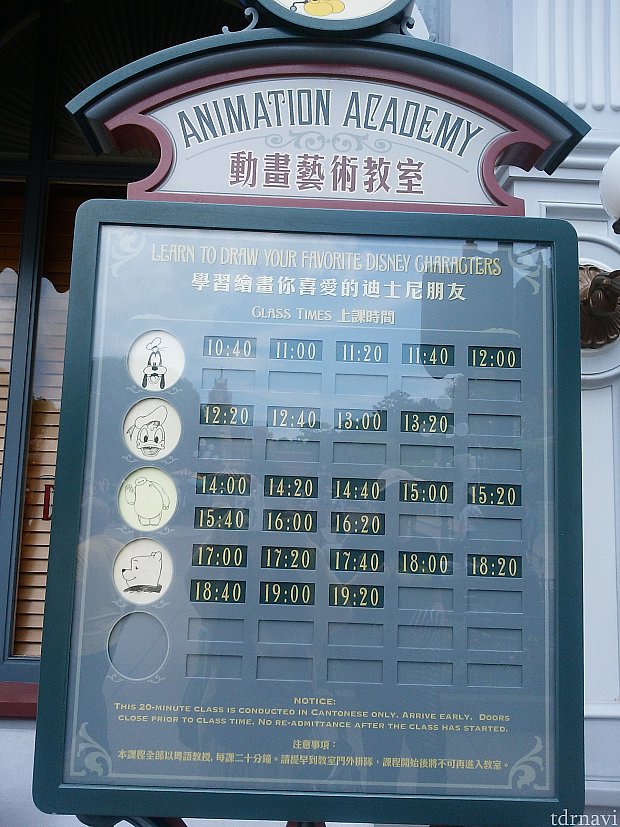 ANIMATION ACADEMY
動畫藝術教室
LEARN TO DRAW YOUR FAVORITE DISNEY CHARACTERS
學習繪畫你喜愛的迪士尼朋友
CLASS TIMES 上課時間
10:40 11:00 11:20 11:40 12:00
12:20 12:40 13:00 13:20
14:00 14:20 14:40 15:00 15:20
15:40 16:00 16:20
17:00 17:20 17:40 18:00 18:20
18:40 19:00 19:20
NOTICE:
THIS 20-MINUTE CLASS IS CONDUCTED IN CANTONESE ONLY. ARRIVE EARLY. DOORS
CLOSE PRIOR TO CLASS TIME. NO RE-ADMITTANCE AFTER THE CLASS HAS STARTED.
注意事項：
本課程全部以粵語教授, 每課二十分鐘。請提早到教室門外排隊，課程開始後將不可再進入教室。
tdrnavi